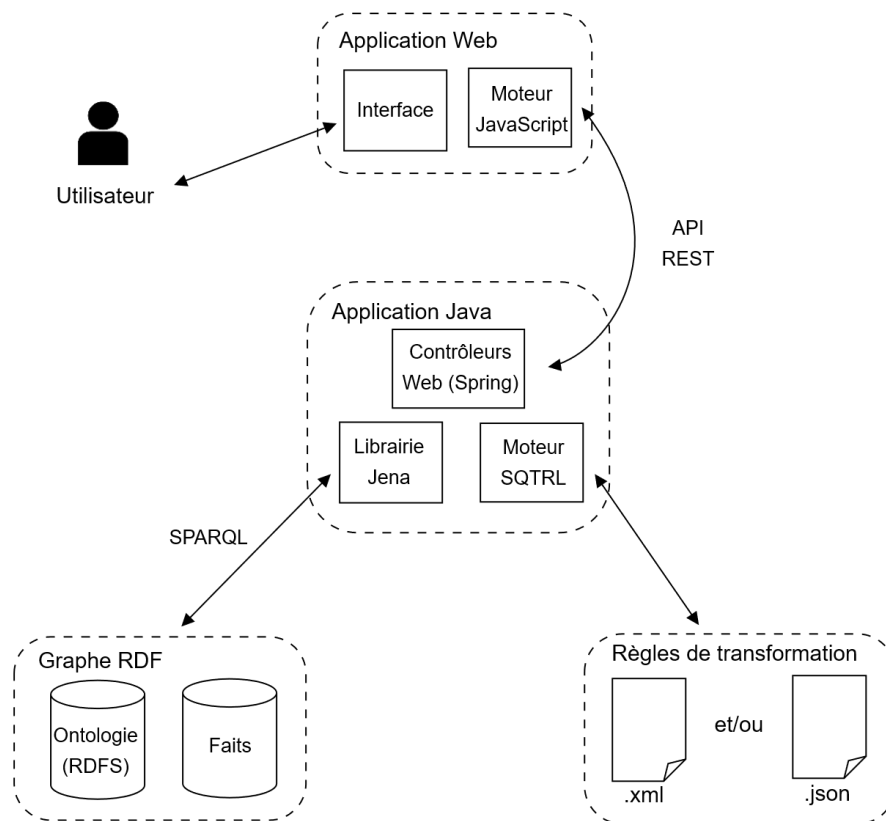 Application Web
Interface
Moteur
JavaScript
Utilisateur
API
REST
Application Java
Contrôleurs
Web (Spring)
Librairie
Jena
Moteur
SQTRL
SPARQL
Graphe RDF
Ontologie
(RDFS)
Faits
Règles de transformation
et/ou
.xml
.json